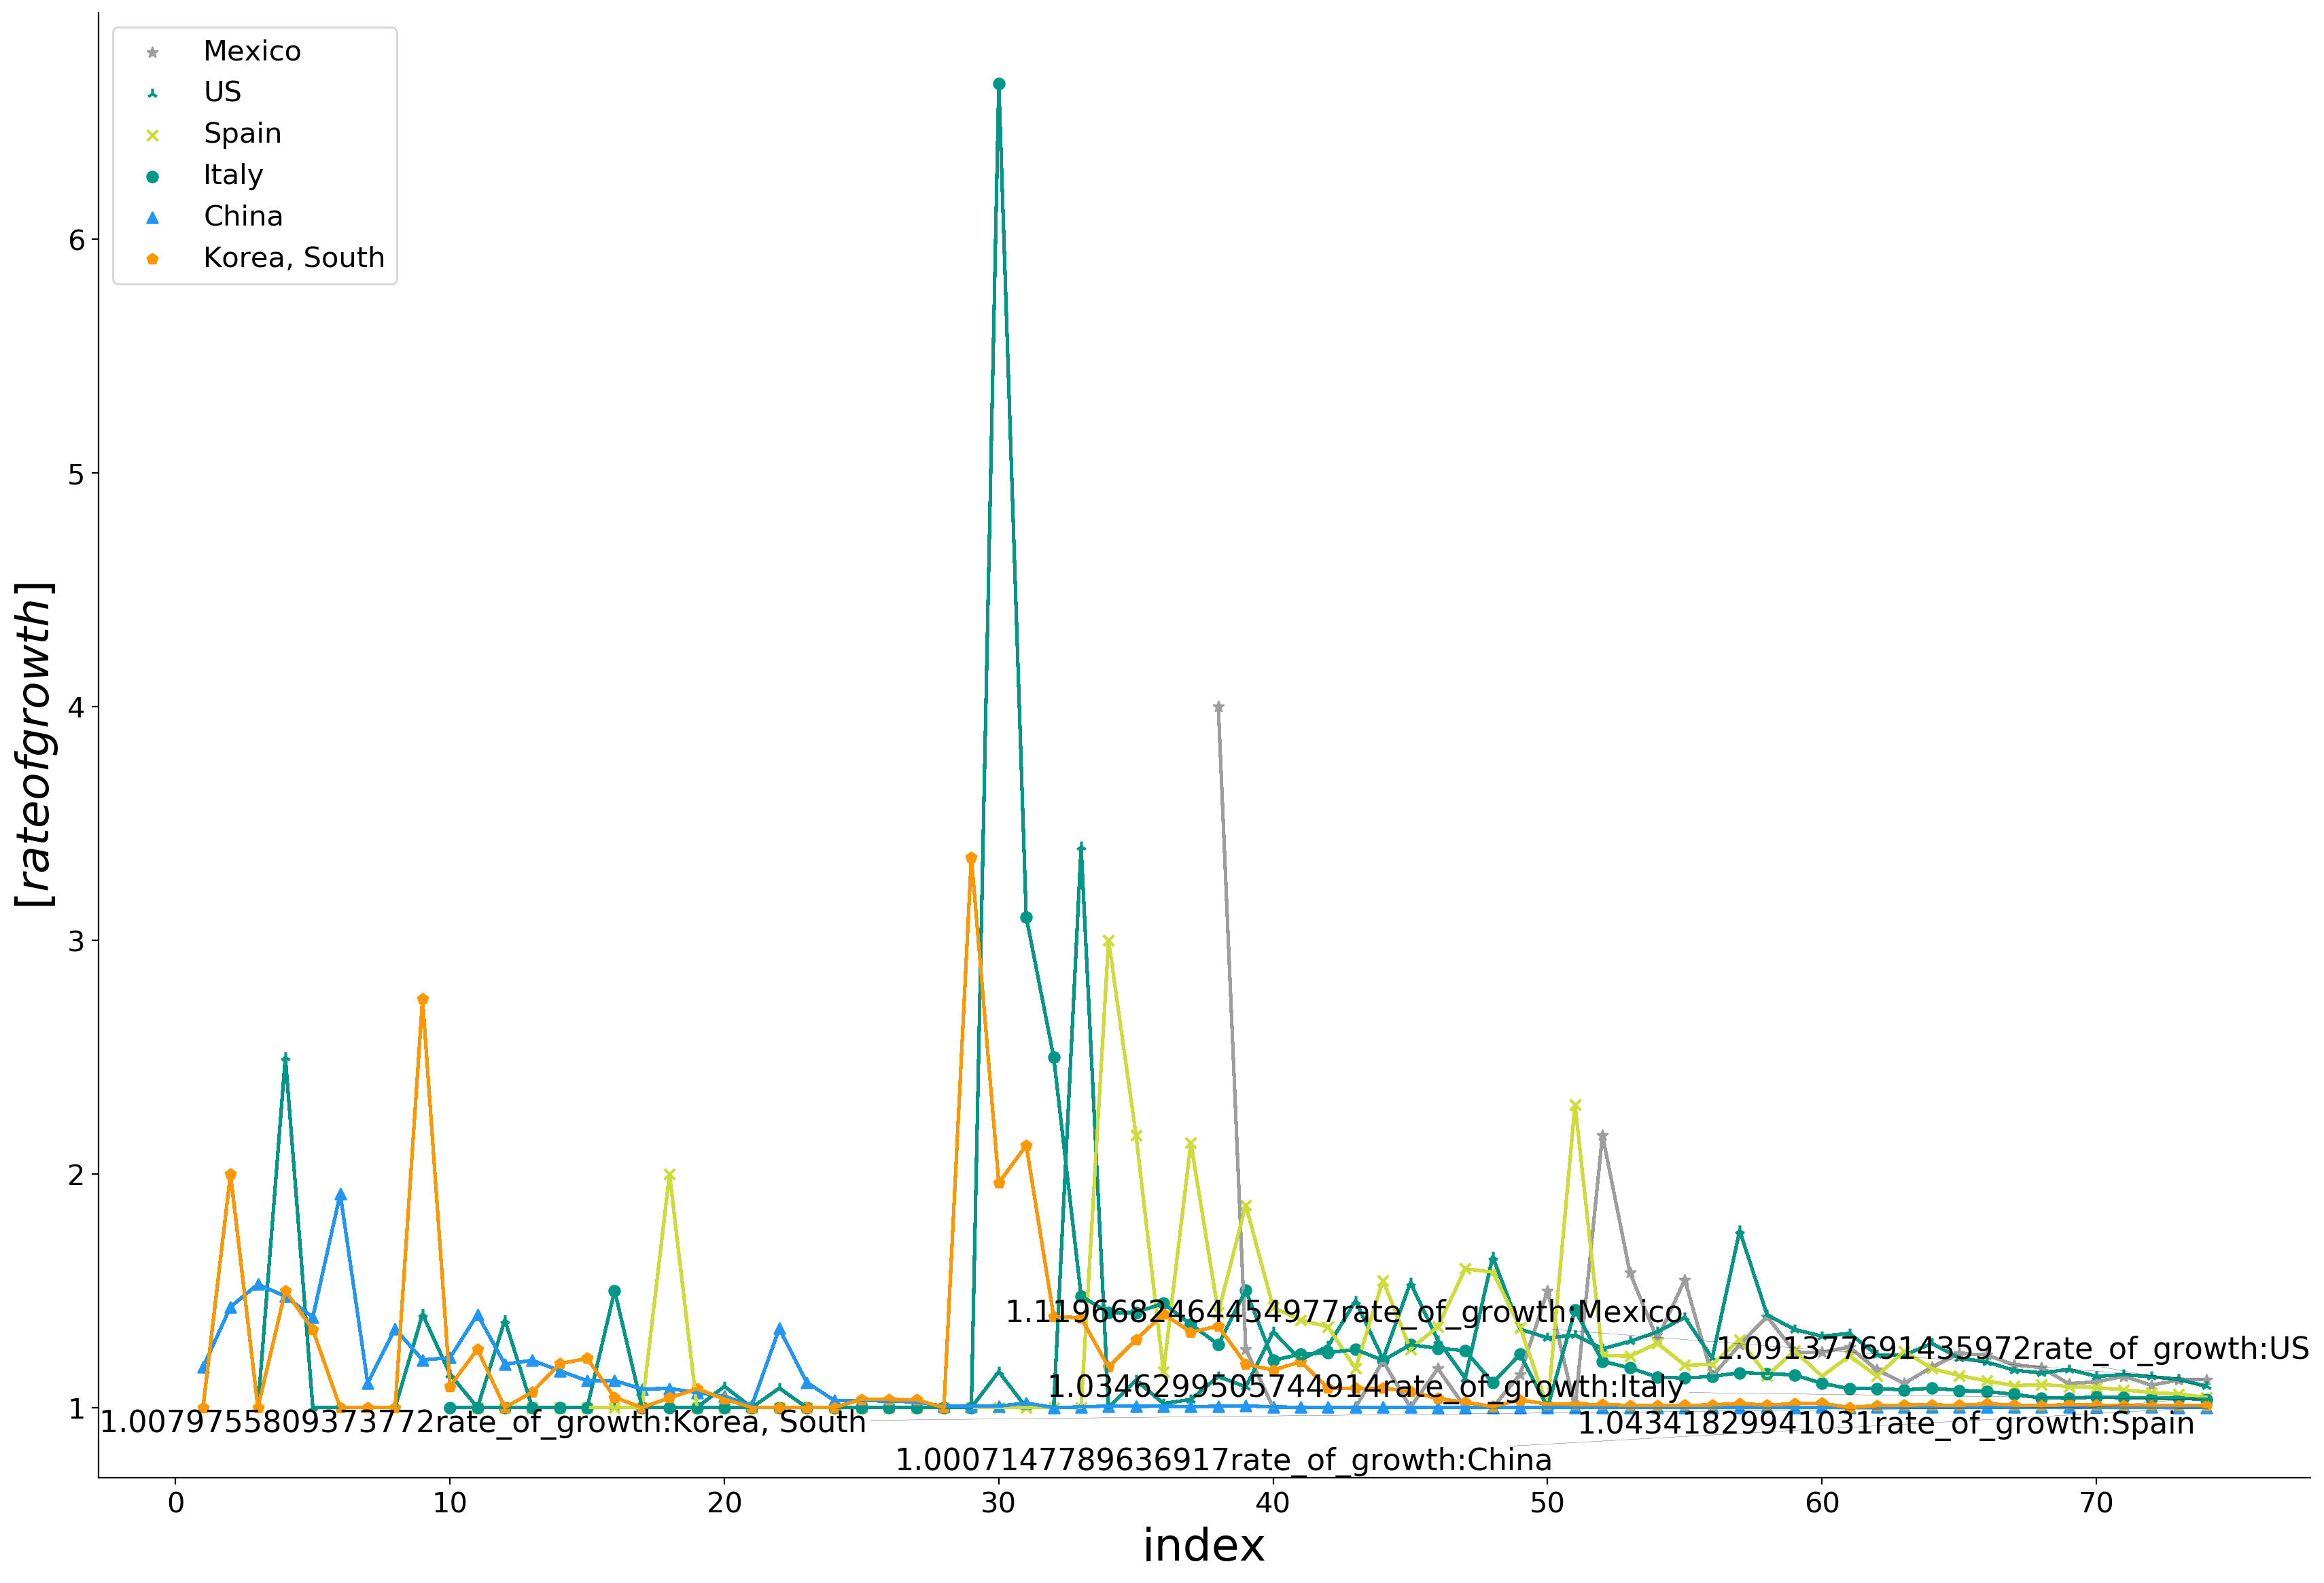 Mexico
US
Spain
Italy
China
Korea, South
6
5
4
3
2
1
[rateofgrowth]
1.1196682464454977rate_of_growth:Mexico
1.0913772691435972rate_of_growth:US
1.0346299505744914rate_of_growth:Italy
1.0079755809373772rate_of_growth:Korea, South
1.0434182994103​1rate_of_growth:Spain
1.0007147789636917rate_of_growth:China
0 10 20 30 40 50 60 70
index